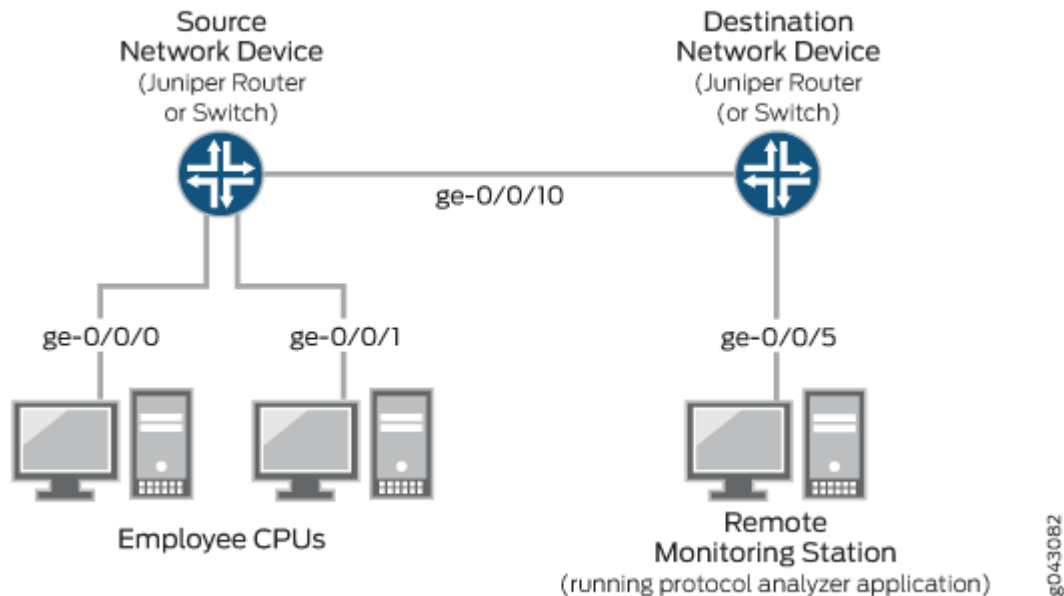 Source
Network Device
(Juniper Router
or Switch)
Destination
Network Device
(Juniper Router
(or Switch)
ge-0/0/10
ge-0/0/0
ge-0/0/1
ge-0/0/5
Employee CPUs
Remote
Monitoring Station
(running protocol analyzer application)
g043082